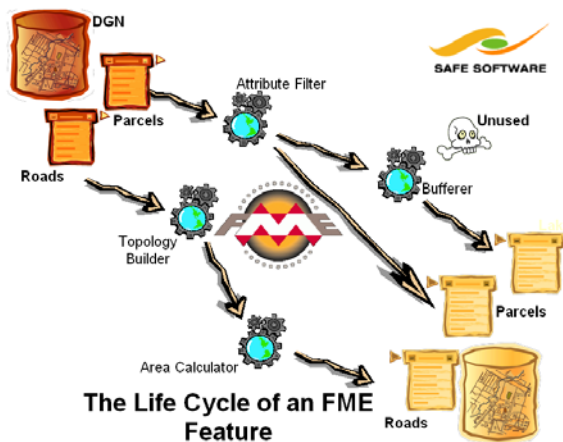 DGN
SAFE SOFTWARE
Attribute Filter
Parcels
Unused
Roads
Bufferer
FME
Topology
Builder
Parcels
Area Calculator
Roads
The Life Cycle of an FME
Feature